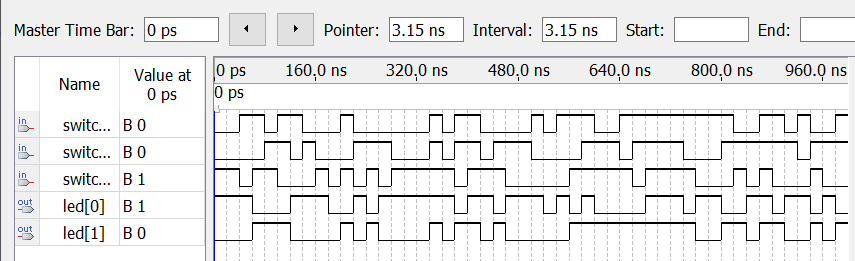 Master Time Bar: 0 ps Pointer: 3.15 ns Interval: 3.15 ns Start: End:
Name Value at 0 ps
0 ps 160.0 ns 320.0 ns 480.0 ns 640.0 ns 800.0 ns 960.0 ns
0 ps
in switc... B 0
in switc... B 0
in switc... B 1
out led[0] B 1
out led[1] B 0